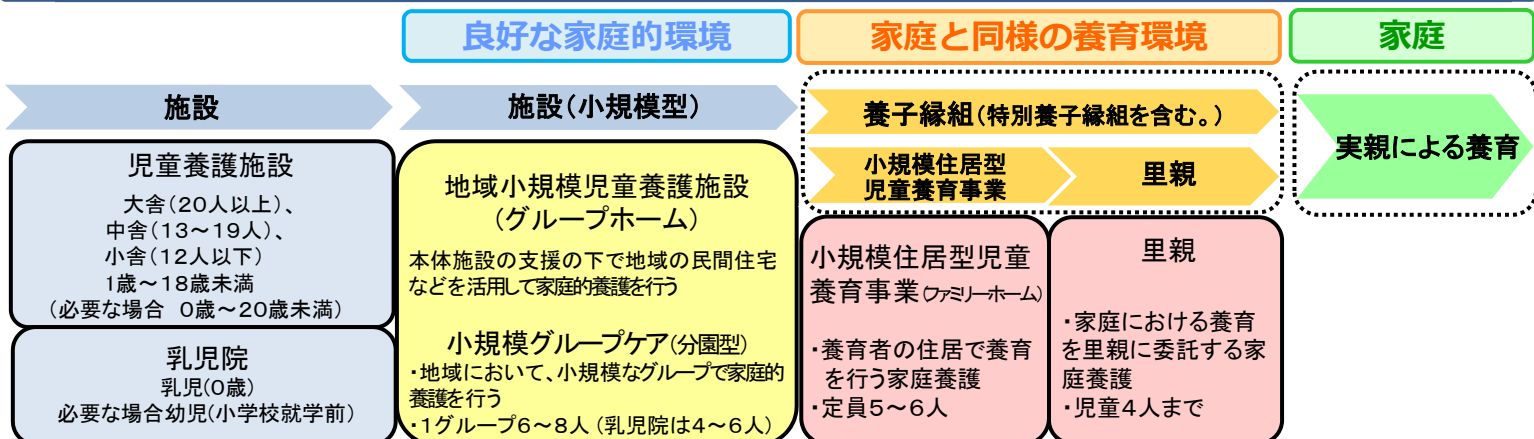 良好な家庭的環境
家庭と同様の養育環境
家庭
施設
施設(小規模型)
養子縁組(特別養子縁組を含む。)
小規模住居型
児童養育事業
里親
実親による養育
児童養護施設
大舎(20人以上)、
中舎(13~19人)、
小舎(12人以下)
1歳~18歳未満
(必要な場合 0歳~20歳未満)
乳児院
乳児(0歳)
必要な場合幼児(小学校就学前)
地域小規模児童養護施設
(グループホーム)
本体施設の支援の下で地域の民間住宅
などを活用して家庭的養護を行う
小規模グループケア(分園型)
・地域において、小規模なグループで家庭的
養護を行う
・1グループ6~8人(乳児院は4~6人)
小規模住居型児童
養育事業(ファミリーホーム)
・養育者の住居で養育
を行う家庭養護
・定員5~6人
里親
・家庭における養育
を里親に委託する家
庭養護
・児童4人まで